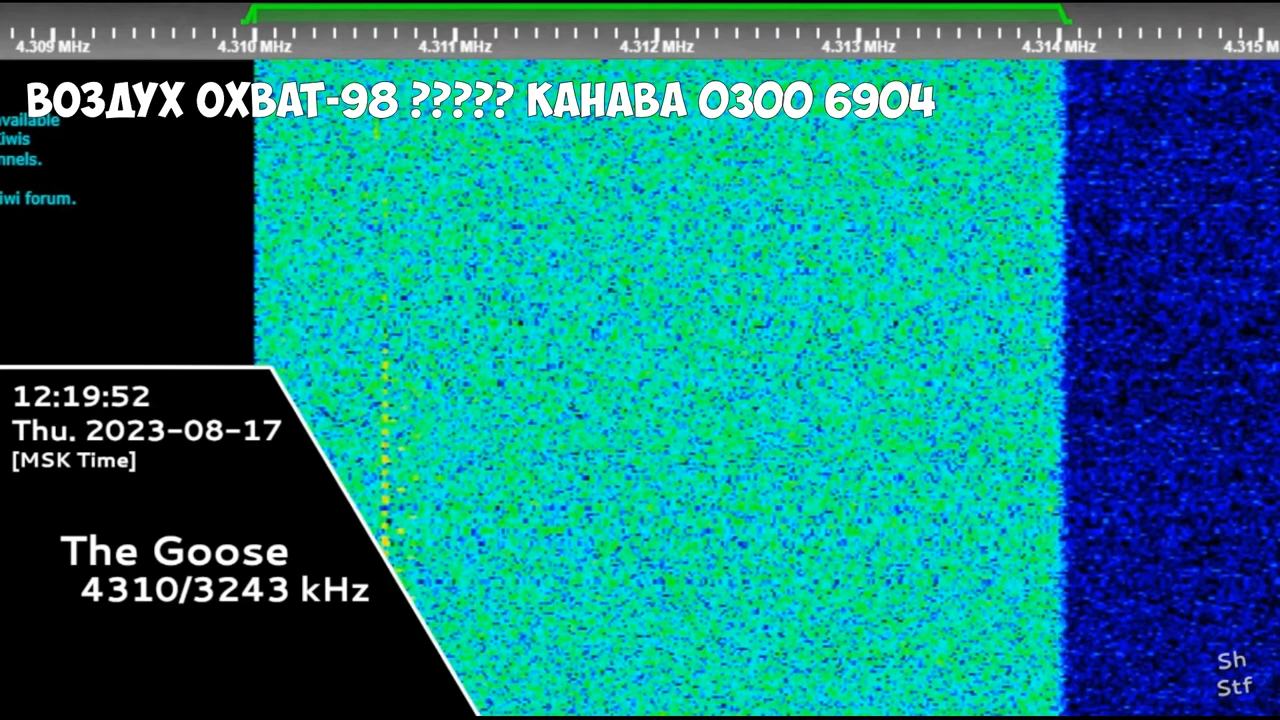 4.309 MHz 4.310 MHz 4.311 MHz 4.312 MHz 4.313 MHz 4.314 MHz 4.315 M
ВОЗДУХ ОХВАТ-98 ????? КАНАВА 0300 6904
available
Kiwis
nnels.
iwi forum.
12:19:52
Thu. 2023-08-17
[MSK Time]
The Goose
4310/3243 kHz
Sh
Stf